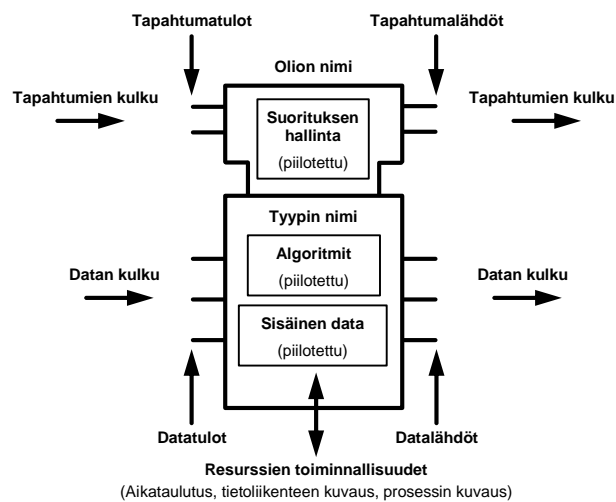 Tapahtumatulot
Tapahtumalähdöt
Olion nimi
Tapahtumien kulku
Tapahtumien kulku
Suorituksen
hallinta
(piilotettu)
Tyypin nimi
Algoritmit
(piilotettu)
Datan kulku
Datan kulku
Sisäinen data
(piilotettu)
Datatulot
Datalähdöt
Resurssien toiminnallisuudet
(Aikataulutus, tietoliikenteen kuvaus, prosessin kuvaus)